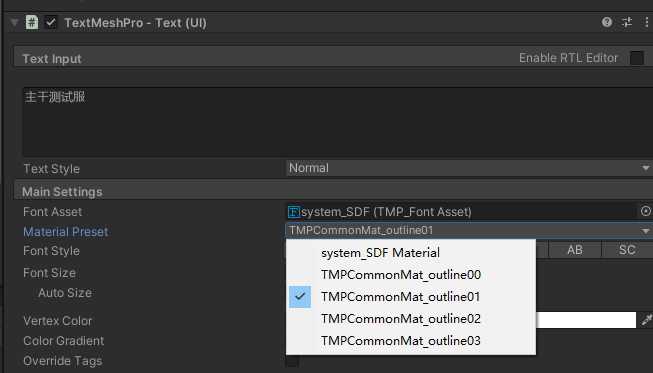 TextMeshPro - Text (UI)
Text Input
Enable RTL Editor
主干测试服
Text Style
Normal
Main Settings
Font Asset
system_SDF (TMP_Font Asset)
Material Preset
TMPCommonMat_outline01
Font Style
AB
SC
system_SDF Material
TMPCommonMat_outline00
Font Size
Auto Size
TMPCommonMat_outline01
TMPCommonMat_outline02
Vertex Color
Color Gradient
TMPCommonMat_outline03
Override Tags